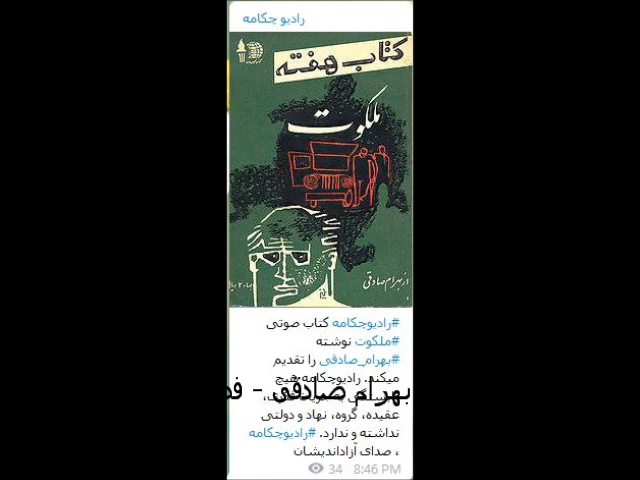 رادیو چکامه
کتاب هفته
ملکوت
از بهرام صادقی
#رادیوچکامه کتاب صوتی
#ملکوت نوشته
#بهرام_صادقی را تقدیم
میکند. رادیوچکامه هیچ
بهرام صادقی - ف
عقیده، گروه، نهاد و دولتی
نداشته و ندارد. #رادیوچکامه
، صدای آزاداندیشان
34 8:46 PM